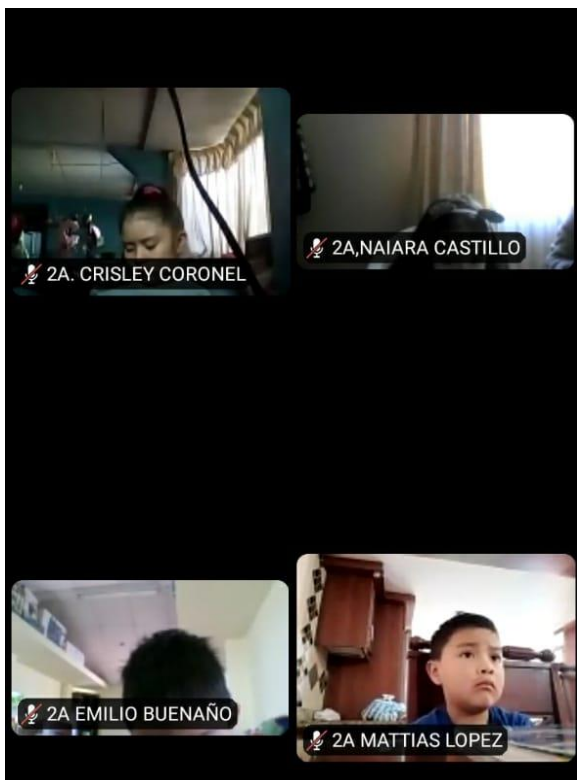 2A. CRISLEY CORONEL
2A,NAIARA CASTILLO
2A EMILIO BUENAÑO
2A MATTIAS LOPEZ